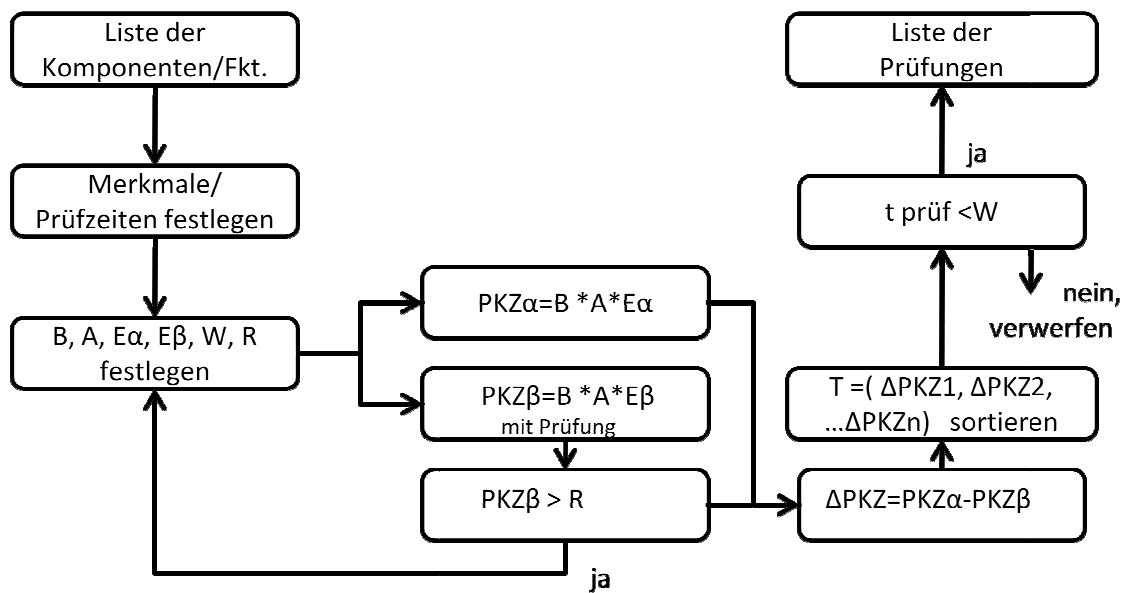 Liste der
Komponenten/Fkt.
Merkmale/
Prüfzeiten festlegen
B, A, Eα, Eβ, W, R
festlegen
PKZα=B *A*Eα
PKZβ=B *A*Eβ
mit Prüfung
PKZβ > R
ja
ΔPKZ=PKZα-PKZβ
T =( ΔPKZ1, ΔPKZ2,
...ΔPKZn) sortieren
t prüf <W
nein,
verwerfen
ja
Liste der
Prüfungen